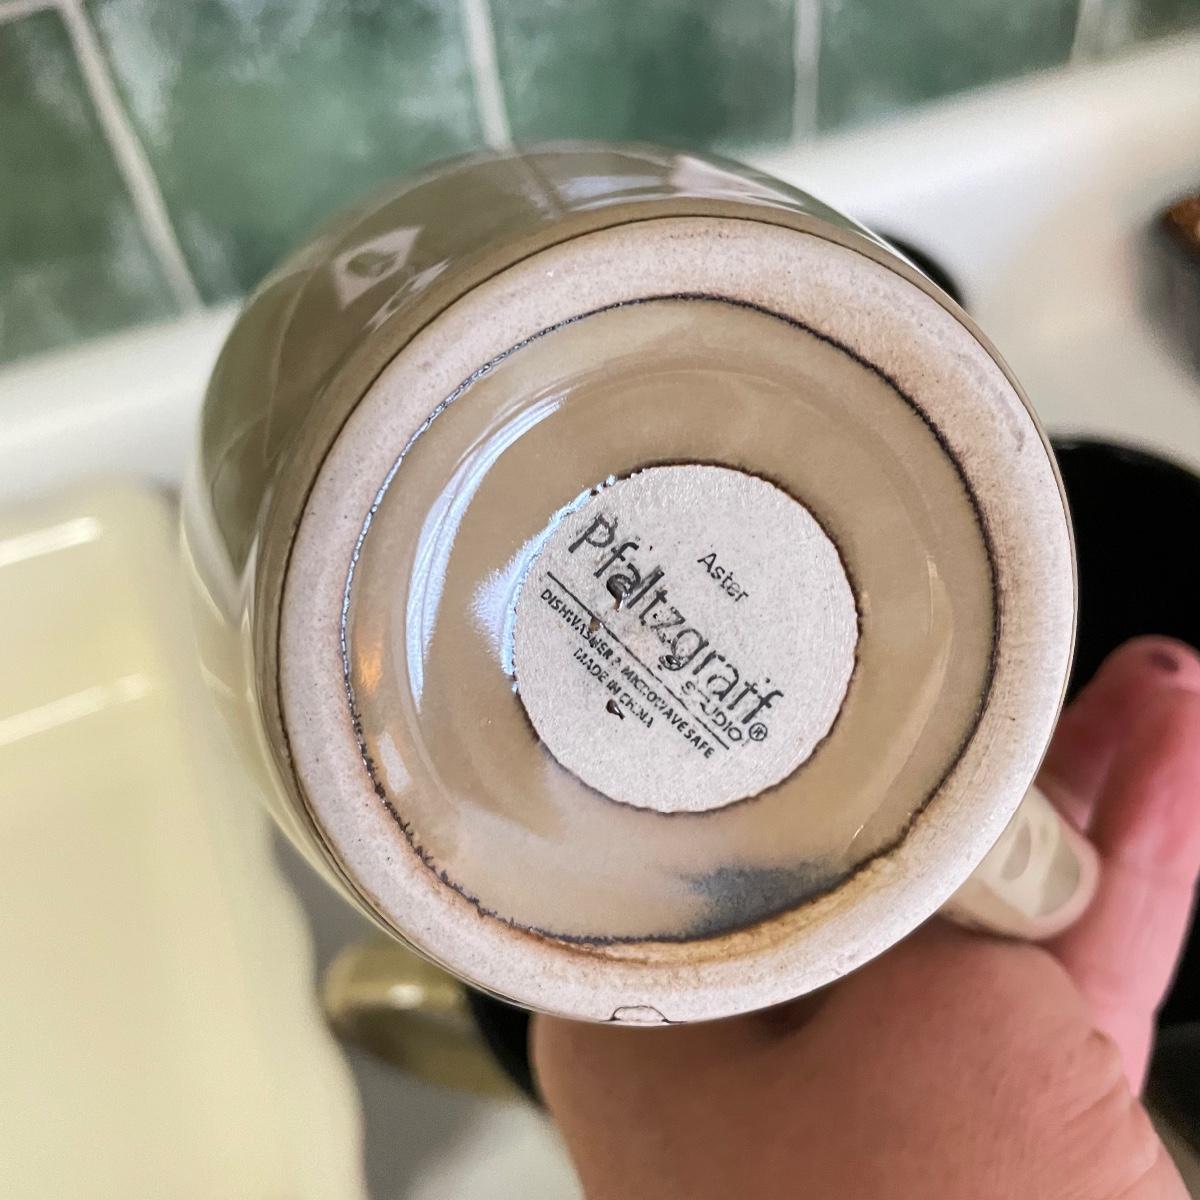 Aster
Pfaltzgraff
STUDIO®
DISHWASHER & MICROWAVE SAFE
MADE IN CHINA